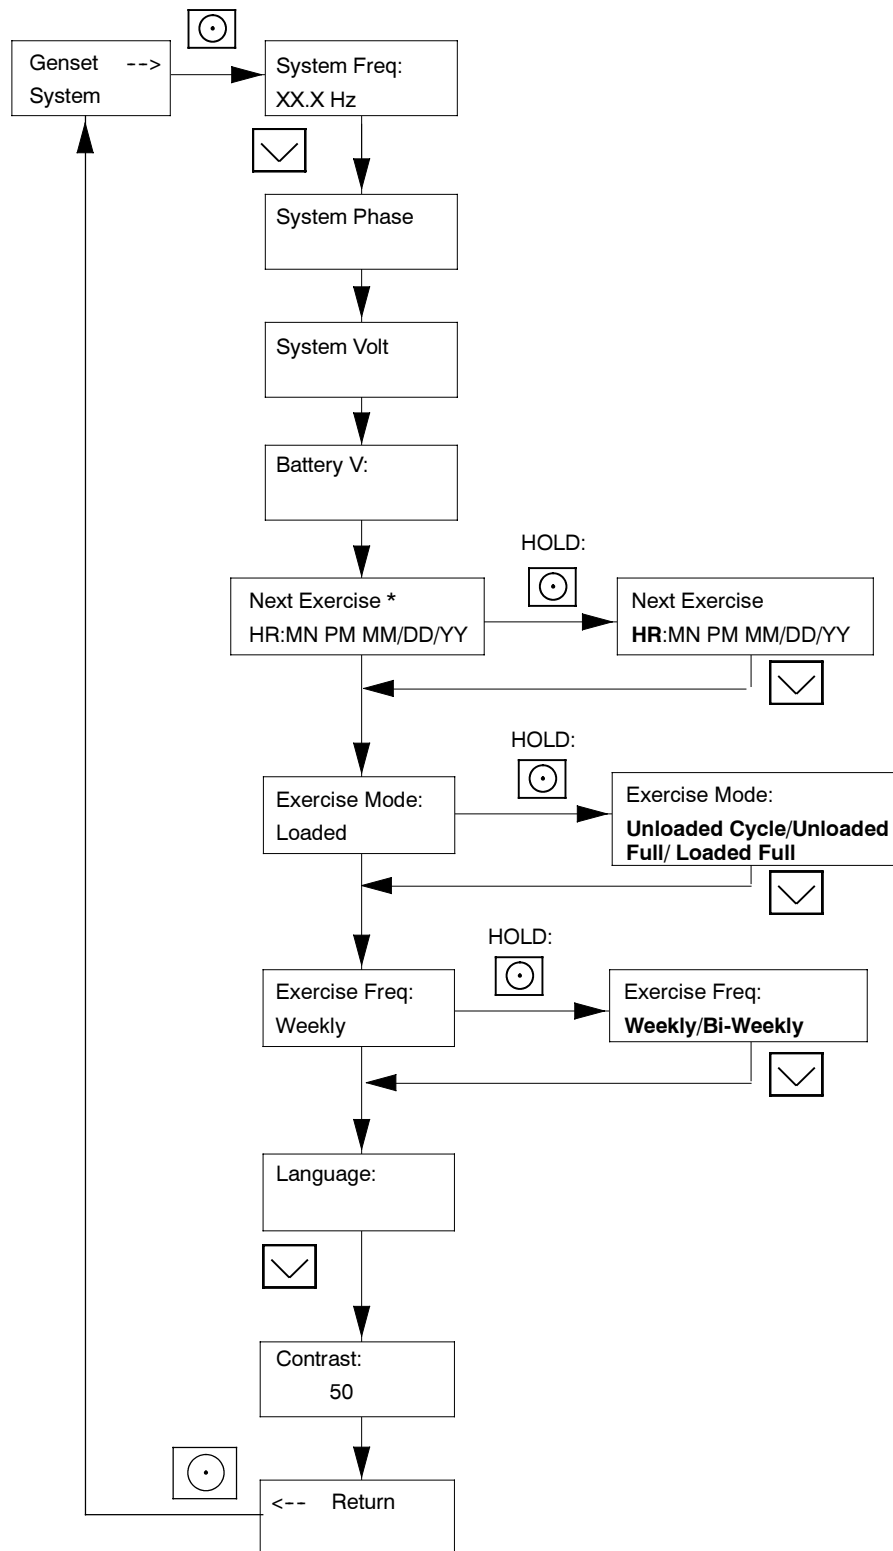 Genset -->
System
System Freq:
XX.X Hz
System Phase
System Volt
Battery V:
HOLD:
Next Exercise *
HR:MN PM MM/DD/YY
Next Exercise
HR:MN PM MM/DD/YY
HOLD:
Exercise Mode:
Loaded
Exercise Mode:
Unloaded Cycle/Unloaded
Full/ Loaded Full
HOLD:
Exercise Freq:
Weekly
Exercise Freq:
Weekly/Bi-Weekly
Language:
Contrast:
50
<-- Return